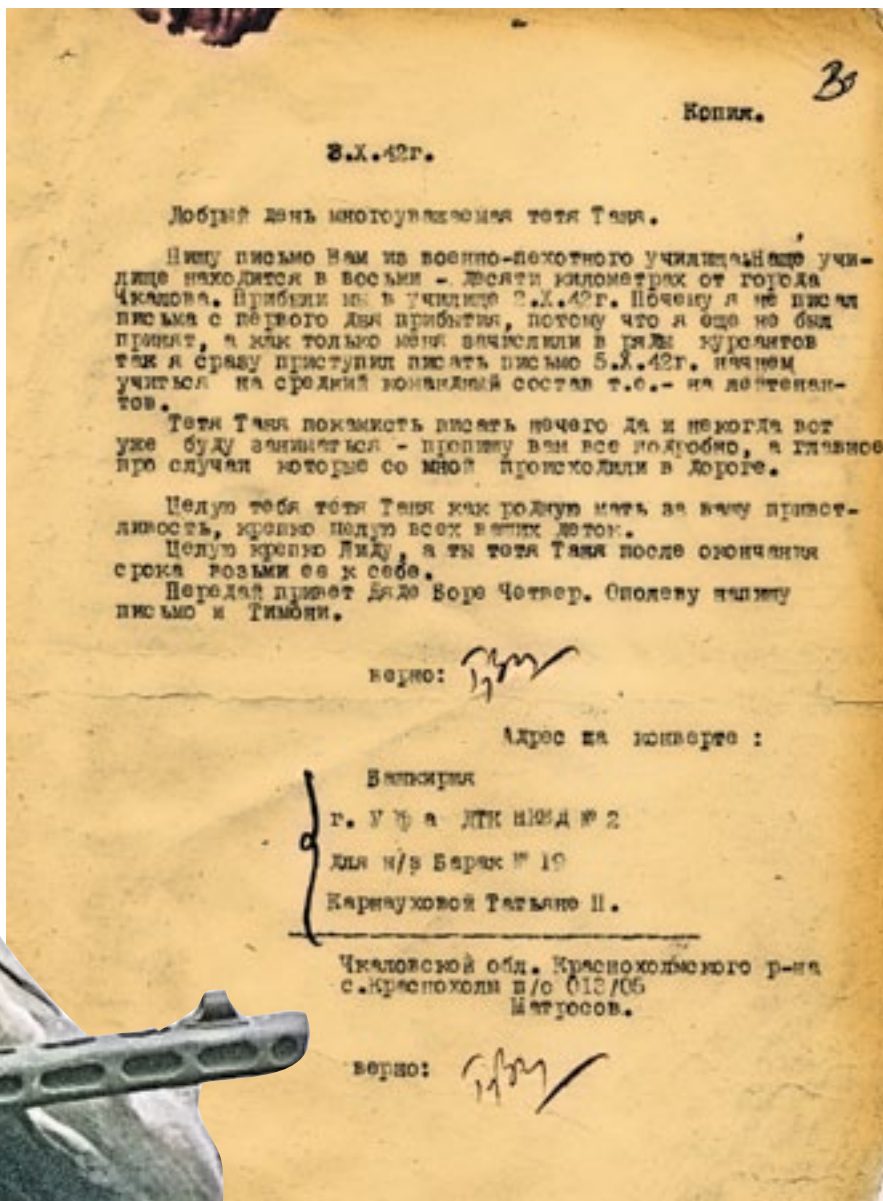 30
Копия.
3.X.42г.
Добрый день многоуважаемая тетя Таня.
Пишу письмо Вам из военно-пехотного училища.Наше учи-
лище находится в восьми - десяти километрах от города
Чкалова. Прибыли мы в училище 2.X.42г. Почему я не писал
письма с первого дня прибытия, потому что я еще не был
принят, а как только меня зачислили в ряды курсантов
так я сразу приступил писать письмо 5.X.42г. начнем
учиться на средний командный состав т.е.- на лейтенан-
тов.
Тетя Таня покамисть писать нечего да и некогда вот
уже буду заниматься - пропишу вам все подробно, а главное
про случаи которые со мной происходили в дороге.
Целую тебя тетя Таня как родную мать за вашу привет-
ливость, крепко целую всех ваших деток.
Целую крепко Лиду, а ты тетя Таня после окончания
срока возьми ее к себе.
Передай привет Дяде Боре Четвер. Ополеву напишу
письмо и Тимони.
верно:
Адрес на конверте :
Башкирия
г. У ф а ДТК НКВД № 2
для н/з Барак № 19
Карнауховой Татьяне П.
Чкаловской обл. Краснохолмского р-на
с.Краснохолм п/о 013/06
Матросов.
верно: